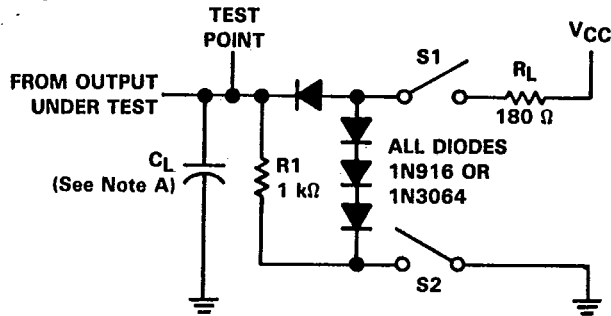 TEST
POINT
VCC
S1
RL
FROM OUTPUT
UNDER TEST
180 Ω
ALL DIODES
1N916 OR
1N3064
CL
(See Note A)
R1
1 kΩ
S2